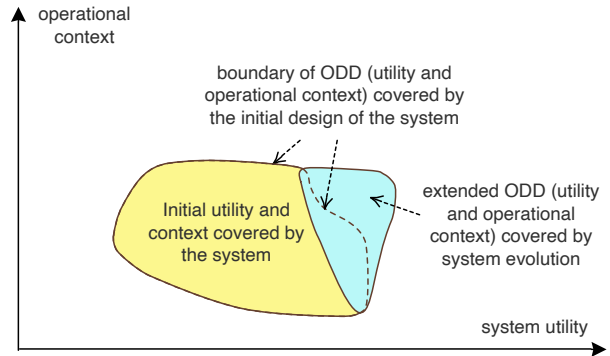 operational
context
boundary of ODD (utility and
operational context) covered by
the initial design of the system
Initial utility and
context covered by
the system
extended ODD (utility
and operational
context) covered by
system evolution
system utility